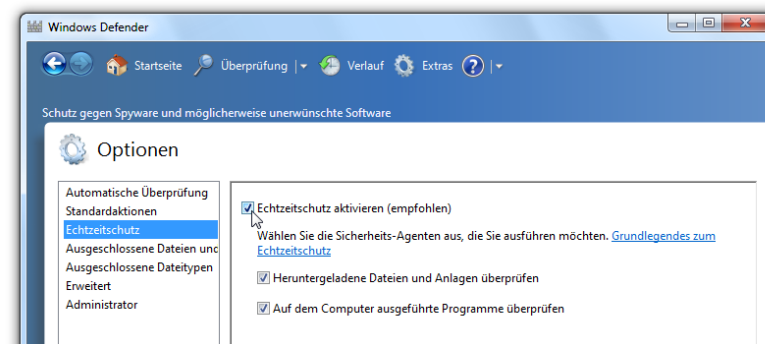 Windows Defender
Startseite Überprüfung Verlauf Extras
Schutz gegen Spyware und möglicherweise unerwünschte Software
Optionen
Automatische Überprüfung
Standardaktionen
Echtzeitschutz
Ausgeschlossene Dateien und
Ausgeschlossene Dateitypen
Erweitert
Administrator
Echtzeitschutz aktivieren (empfohlen)
Wählen Sie die Sicherheits-Agenten aus, die Sie ausführen möchten. Grundlegendes zum
Echtzeitschutz
Heruntergeladene Dateien und Anlagen überprüfen
Auf dem Computer ausgeführte Programme überprüfen